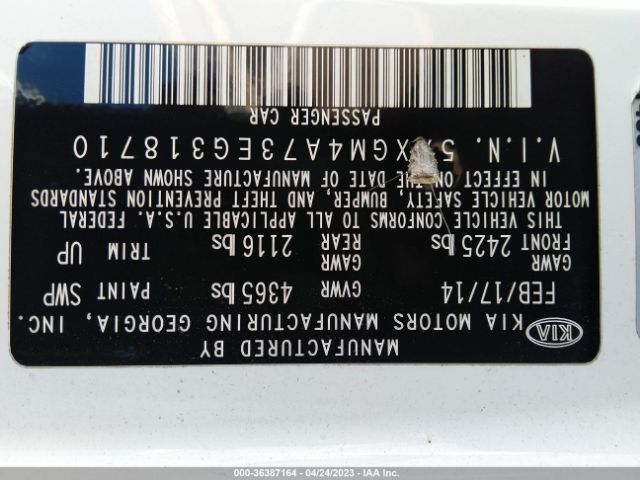 MANUFACTURED BY
KIA MOTORS MANUFACTURING GEORGIA, INC.
KIA
FEB/17/14 GVWR 4365 lbs PAINT SWP
GAWR FRONT 2425 lbs GAWR REAR 2116 lbs TRIM UP
THIS VEHICLE CONFORMS TO ALL APPLICABLE U.S.A. FEDERAL
MOTOR VEHICLE SAFETY, BUMPER, AND THEFT PREVENTION STANDARDS
IN EFFECT ON THE DATE OF MANUFACTURE SHOWN ABOVE.
V.I.N. 5XXGM4A73EG318710
PASSENGER CAR
000-36387164 - 04/24/2023 - IAA Inc.